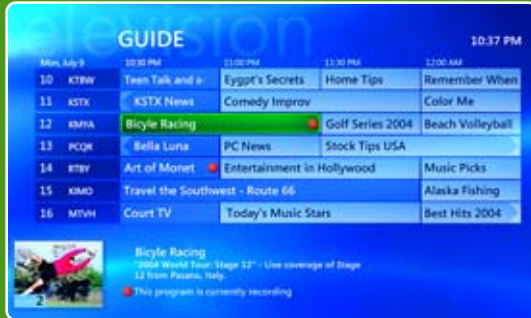 elevision
GUIDE
10:37 PM
Mon, July 9 10:30 PM 11:00 PM 11:30 PM 12:00 AM
10 KTBW Teen Talk and a Eygpt's Secrets Home Tips Remember When
11 KSTX KSTX News Comedy Improv Color Me
12 KMYA Bicyle Racing Golf Series 2004 Beach Volleyball
13 PCQR Bella Luna PC News Stock Tips USA
14 RTBY Art of Monet Entertainment in Hollywood Music Picks
15 KIMO Travel the Southwest - Route 66 Alaska Fishing
16 MTVH Court TV Today's Music Stars Best Hits 2004
Bicyle Racing
"2004 World Tour: Stage 12" - Live coverage of Stage
12 from Pasano, Italy.
This program is currently recording
2